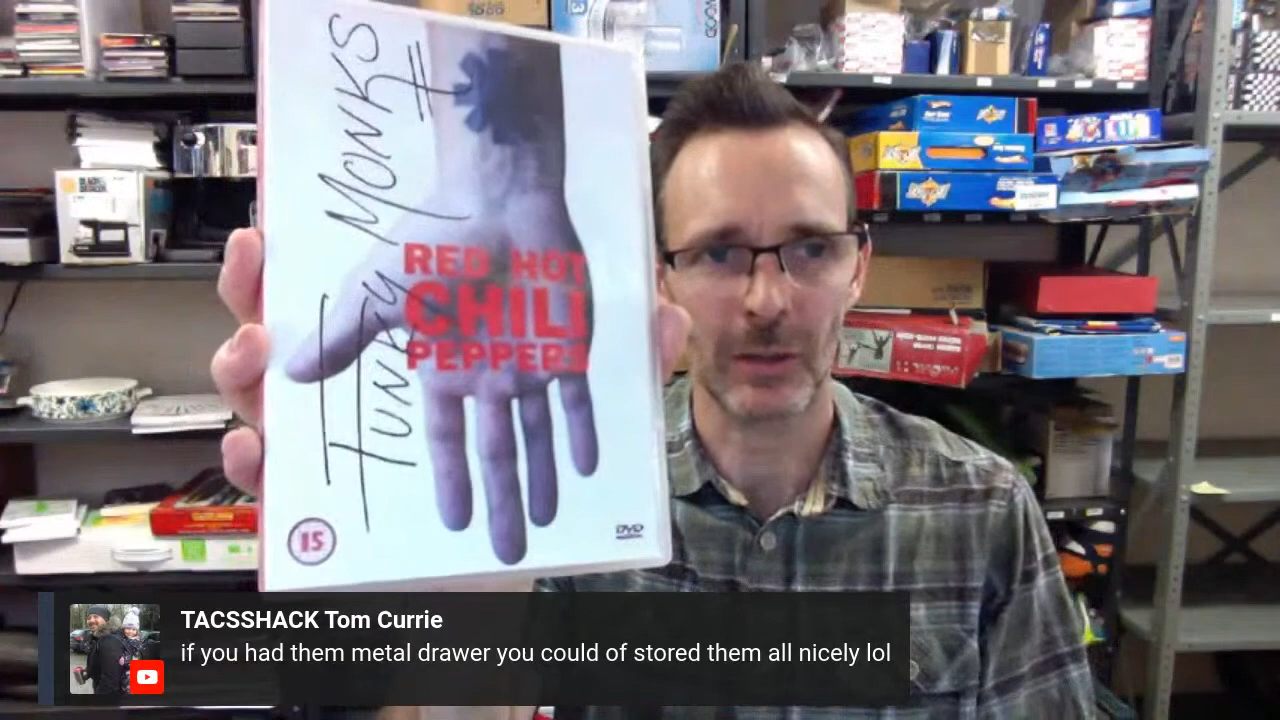 FUNKY MONKS
RED HOT
CHILI
PEPPERS
15
DVD
TACSSHACK Tom Currie
if you had them metal drawer you could of stored them all nicely lol